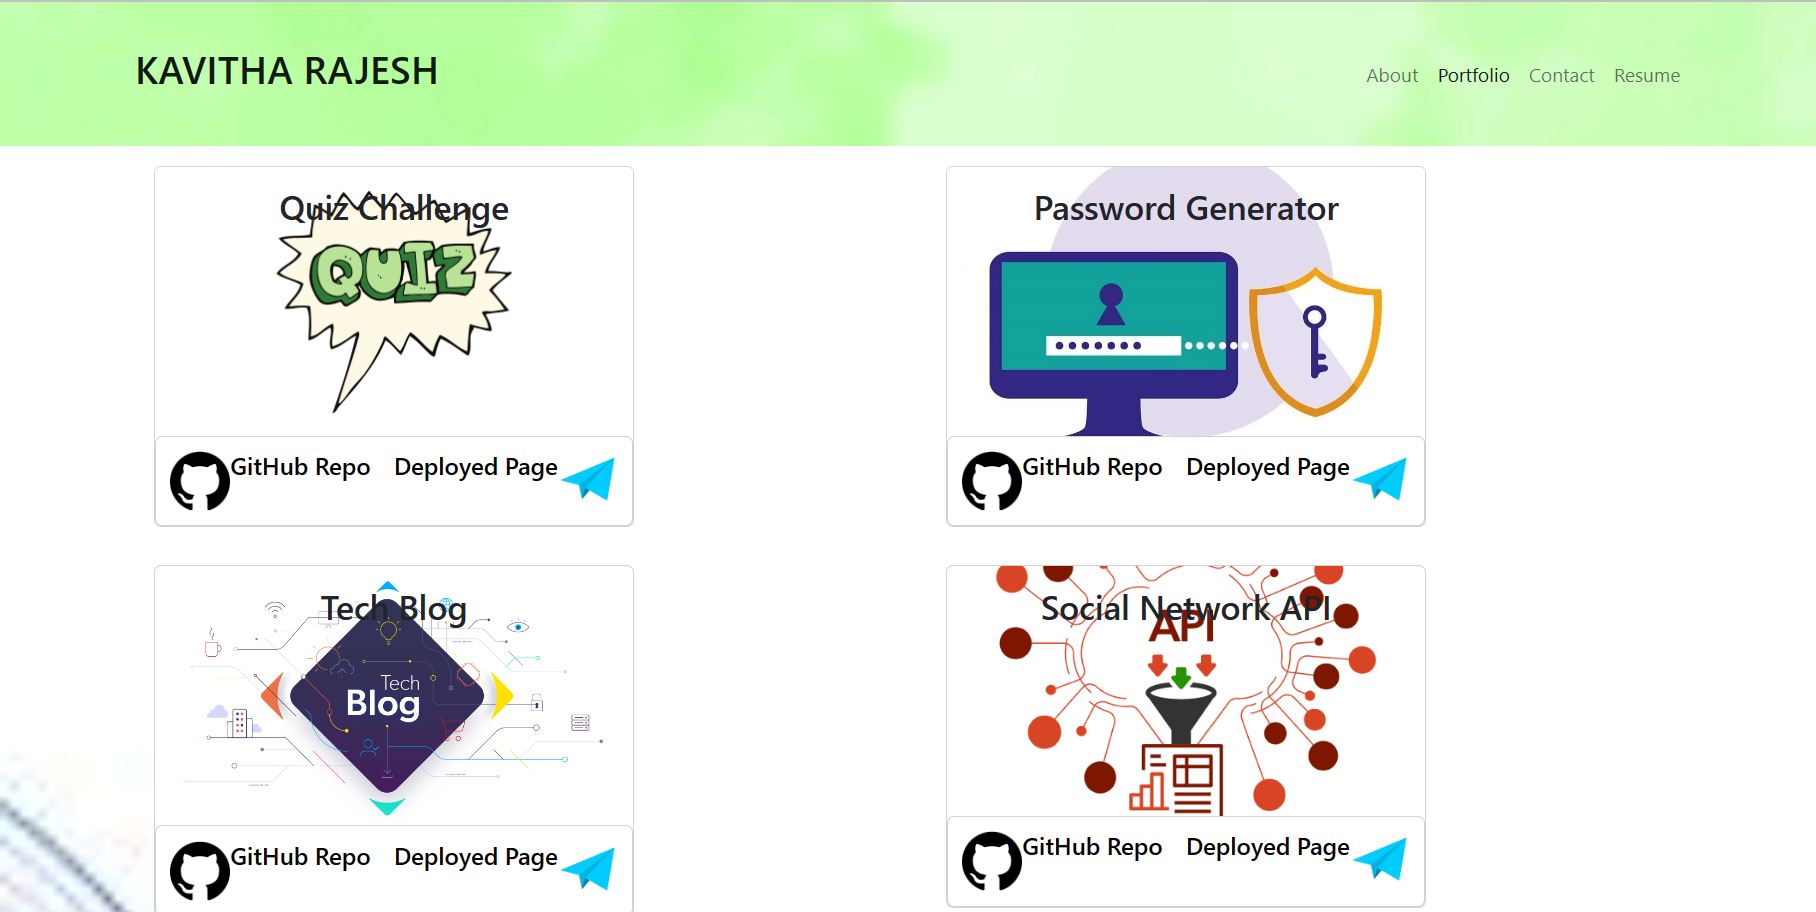 KAVITHA RAJESH
About Portfolio Contact Resume
Quiz Challenge
QUIZ
GitHub Repo Deployed Page
Password Generator
GitHub Repo Deployed Page
Tech Blog
Tech
Blog
GitHub Repo Deployed Page
Social Network API
API
GitHub Repo Deployed Page